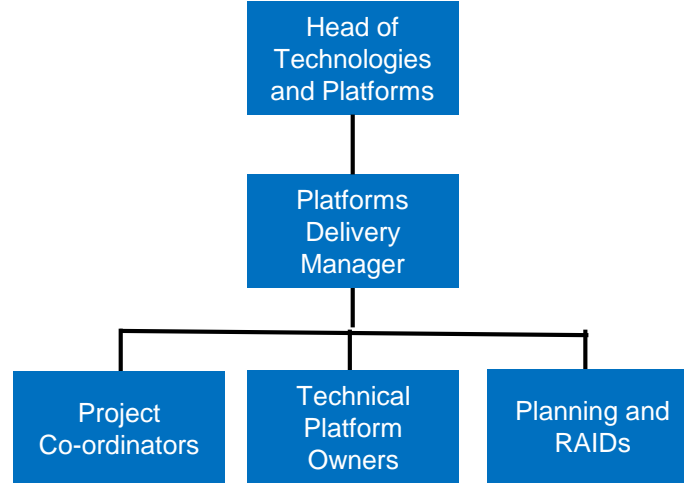 Head of
Technologies
and Platforms
Platforms
Delivery
Manager
Project
Co-ordinators
Technical
Platform
Owners
Planning and
RAIDs